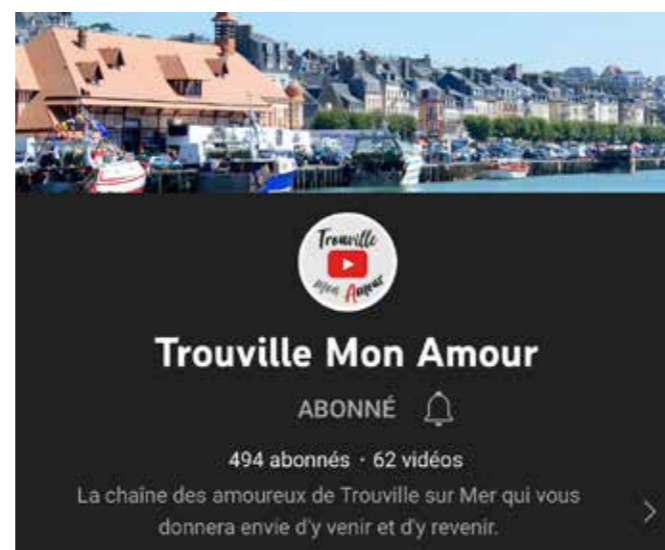 Trouville
mon Amour
Trouville Mon Amour
ABONNÉ
494 abonnés · 62 vidéos
La chaîne des amoureux de Trouville sur Mer qui vous
donnera envie d'y venir et d'y revenir.